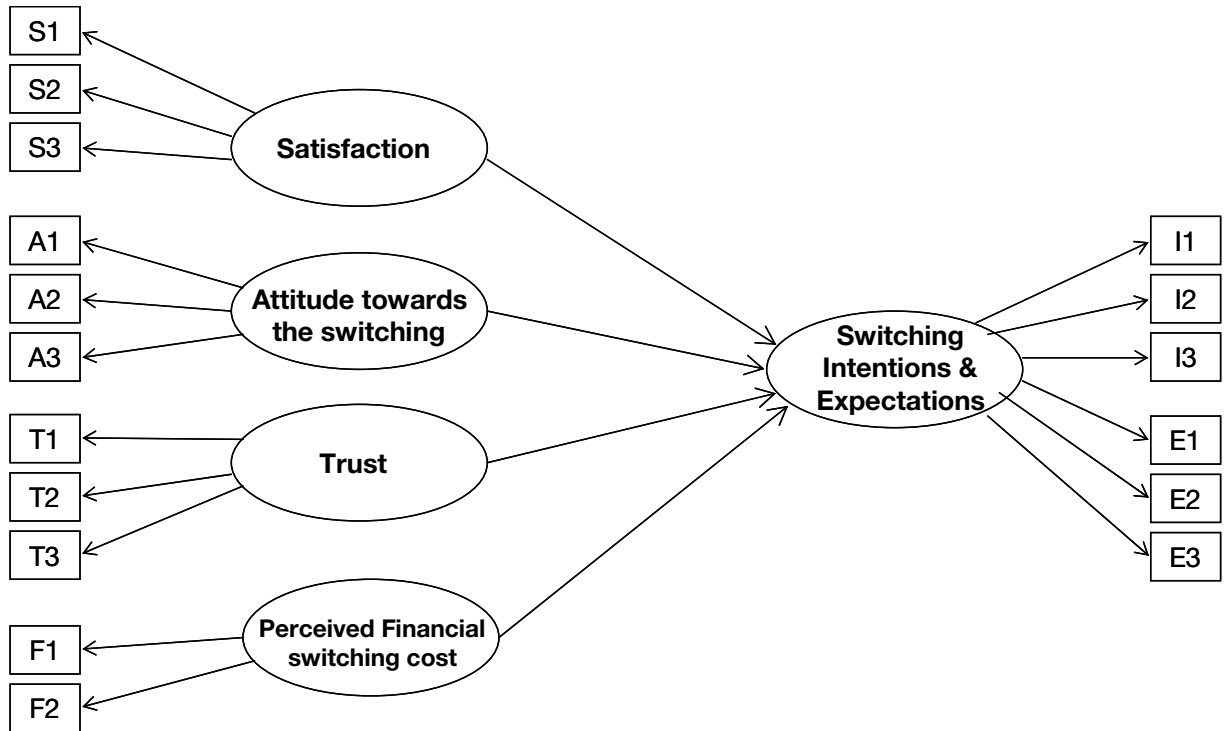 S1
S2
S3
Satisfaction
A1
A2
A3
Attitude towards
the switching
T1
T2
T3
Trust
F1
F2
Perceived Financial
switching cost
Switching
Intentions &
Expectations
I1
I2
I3
E1
E2
E3